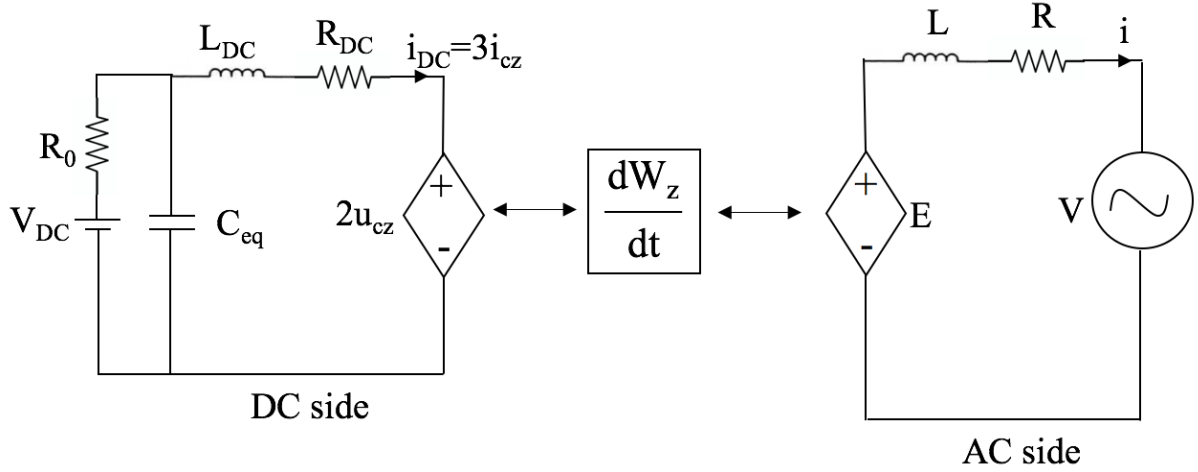 L_DC
R_DC
i_DC=3i_cz
R_0
V_DC
C_eq
2u_cz
+
-
dW_z
dt
L
R
i
+
-
E
V
DC side
AC side